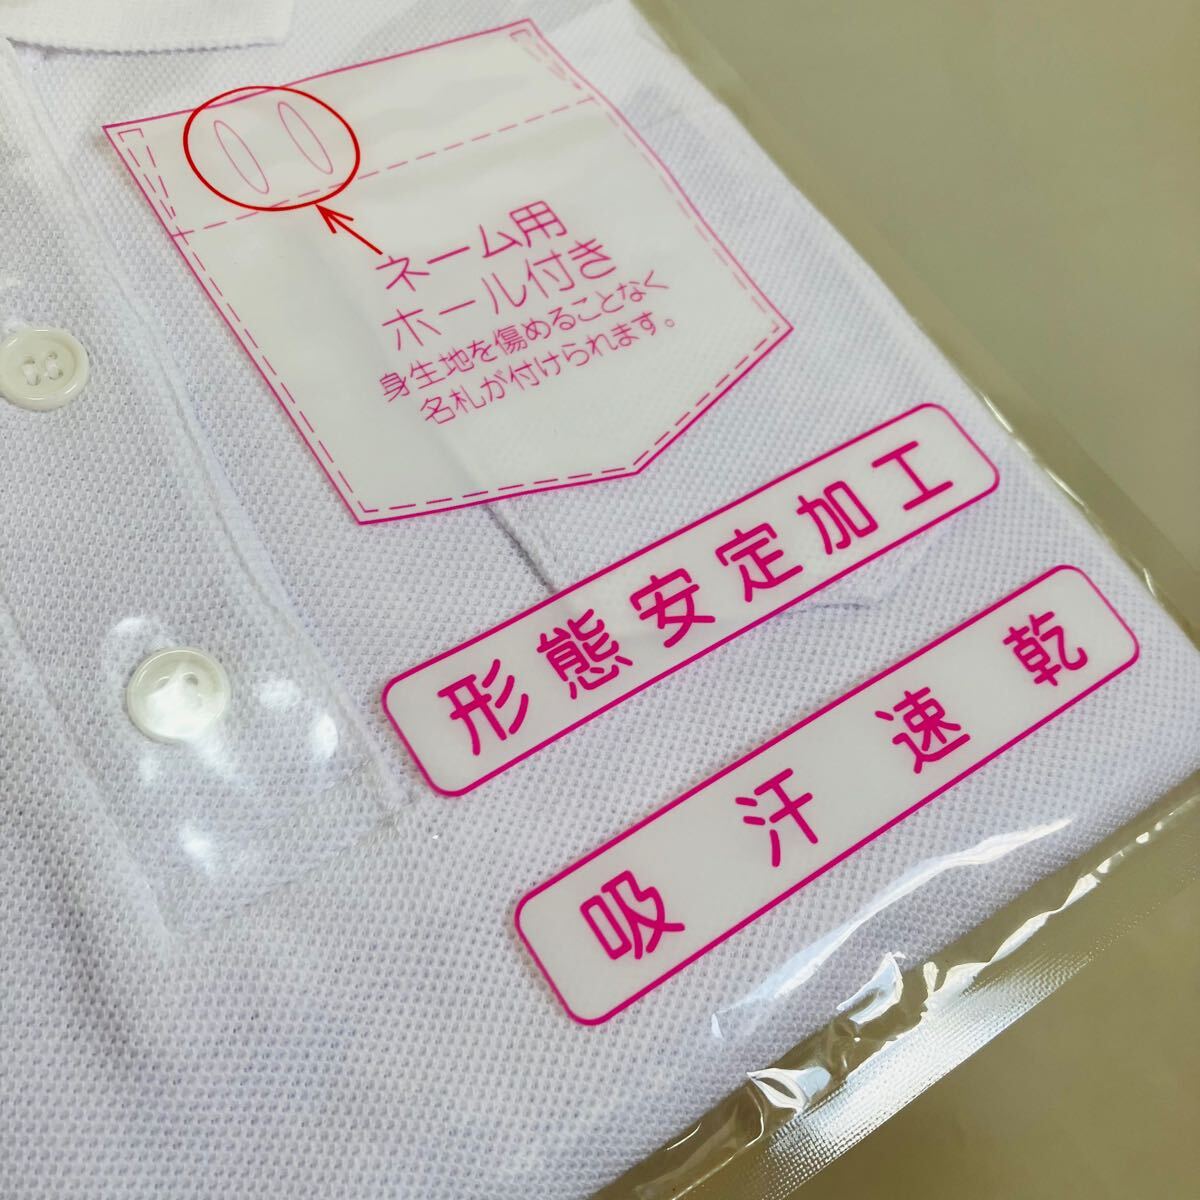 ネーム用
ホール付き
身生地を傷めることなく
名札が付けられます。
形態安定加工
吸汗速乾